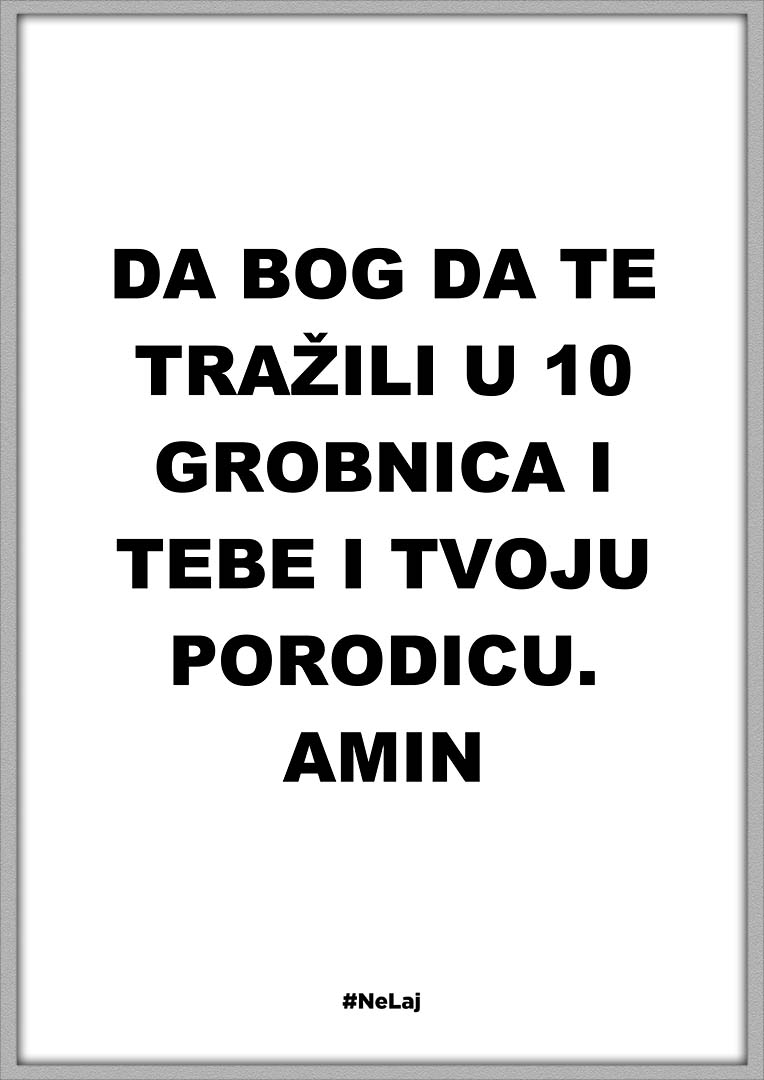 DA BOG DA TE
TRAŽILI U 10
GROBNICA I
TEBE I TVOJU
PORODICU.
AMIN
#NeLaj